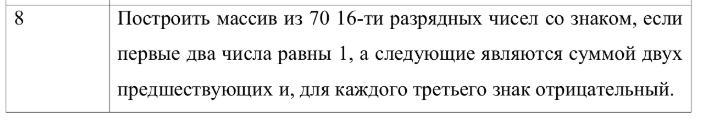 8 Построить массив из 70 16-ти разрядных чисел со знаком, если
первые два числа равны 1, а следующие являются суммой двух
предшествующих и, для каждого третьего знак отрицательный.